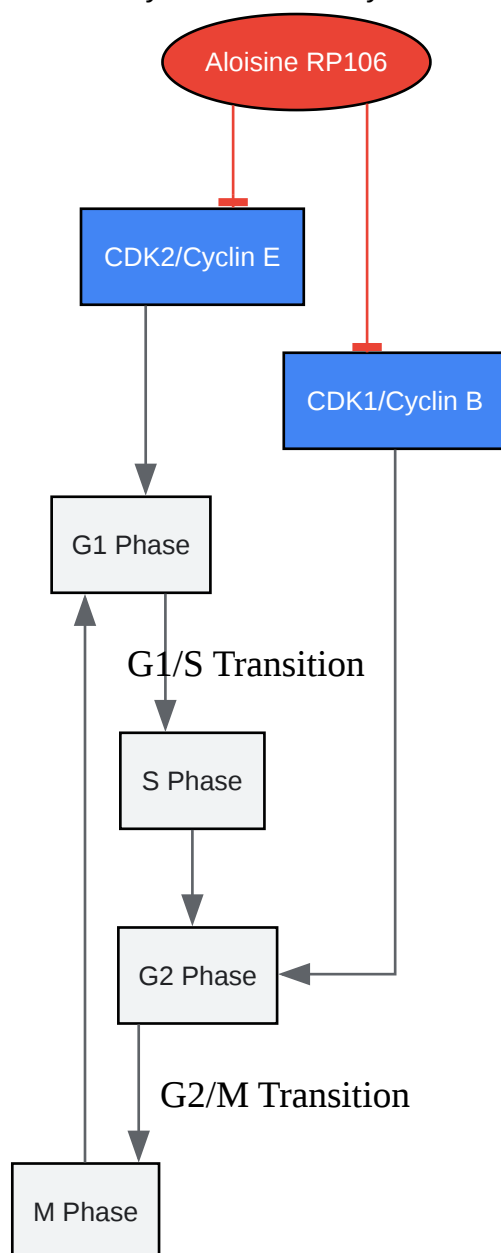 Aloisine RP106
CDK2/Cyclin E
CDK1/Cyclin B
G1 Phase
G1/S Transition
S Phase
G2 Phase
G2/M Transition
M Phase